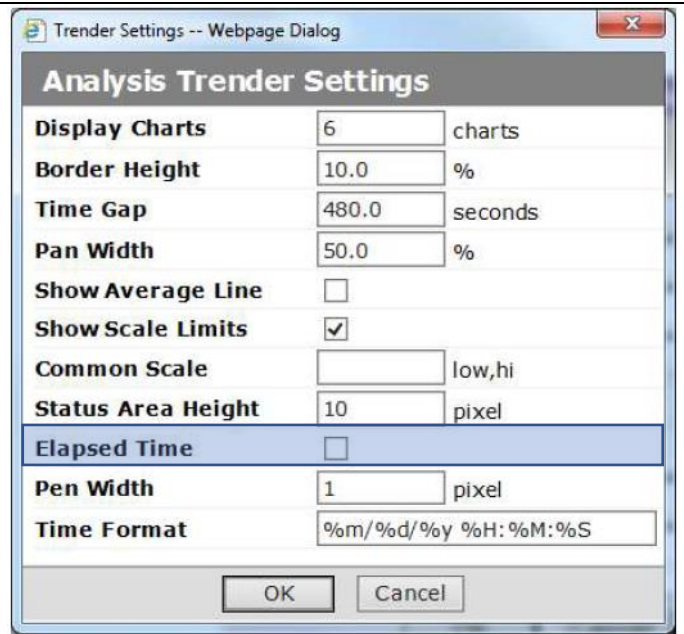 Trender Settings -- Webpage Dialog
Analysis Trender Settings
Display Charts 6 charts
Border Height 10.0 %
Time Gap 480.0 seconds
Pan Width 50.0 %
Show Average Line
Show Scale Limits
Common Scale low,hi
Status Area Height 10 pixel
Elapsed Time
Pen Width 1 pixel
Time Format %m/%d/%y %H:%M:%S
OK Cancel